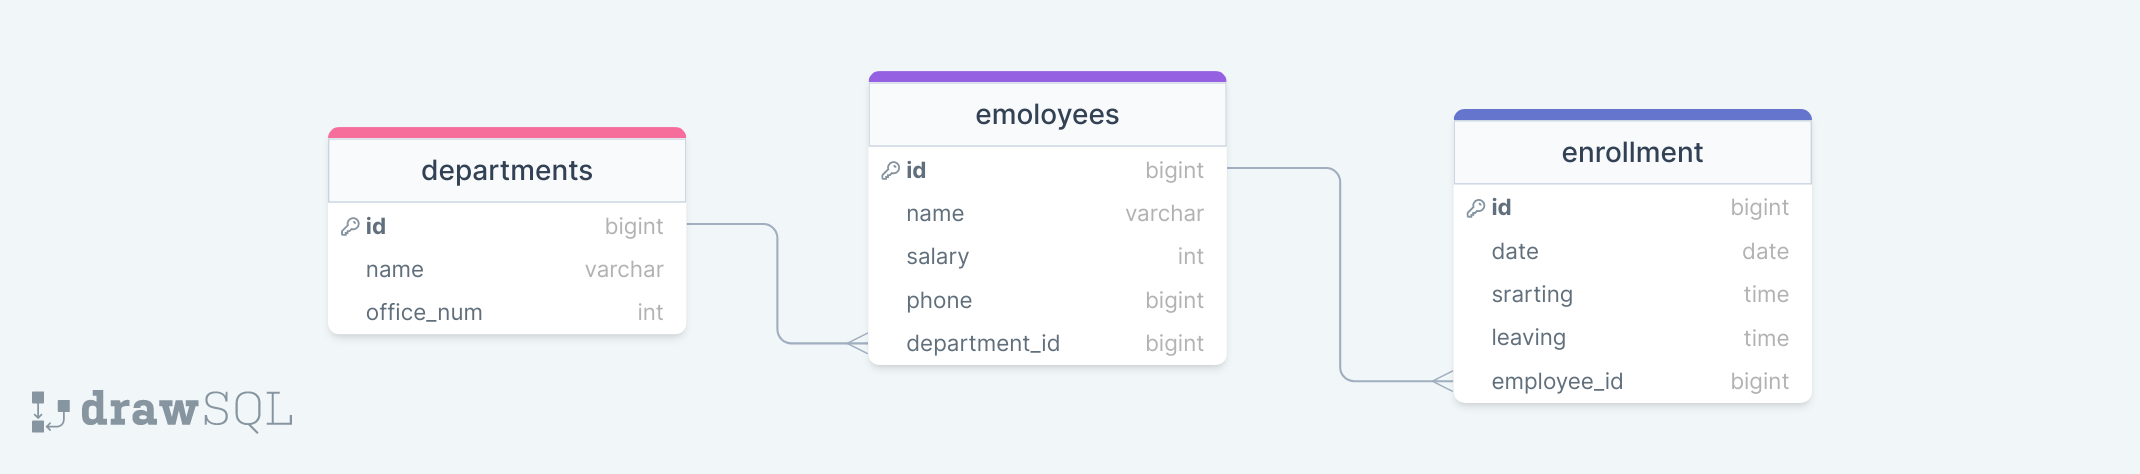 departments
id bigint
name varchar
office_num int
emoloyees
id bigint
name varchar
salary int
phone bigint
department_id bigint
enrollment
id bigint
date date
srarting time
leaving time
employee_id bigint
drawSQL